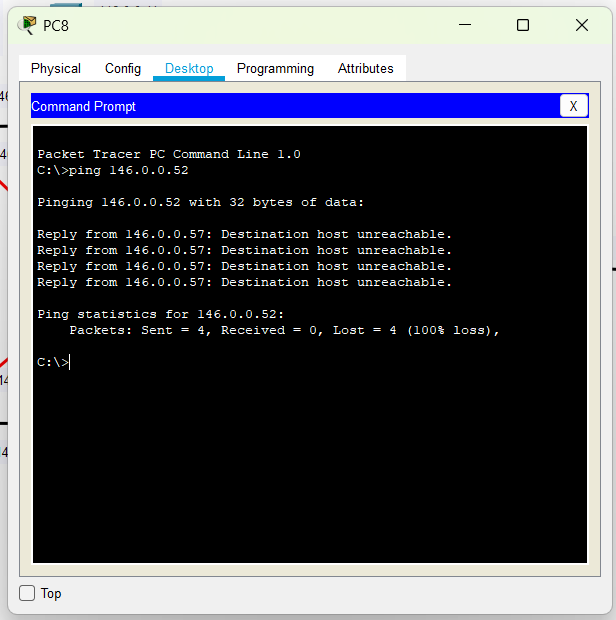 PC8
Physical Config Desktop Programming Attributes
Command Prompt X
Packet Tracer PC Command Line 1.0
C:\>ping 146.0.0.52
Pinging 146.0.0.52 with 32 bytes of data:
Reply from 146.0.0.57: Destination host unreachable.
Reply from 146.0.0.57: Destination host unreachable.
Reply from 146.0.0.57: Destination host unreachable.
Reply from 146.0.0.57: Destination host unreachable.
Ping statistics for 146.0.0.52:
Packets: Sent = 4, Received = 0, Lost = 4 (100% loss),
C:\>
Top